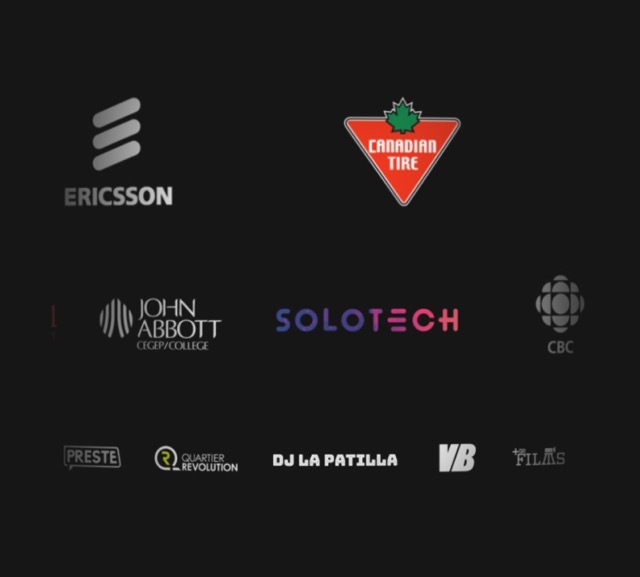 ERICSSON
CANADIAN
TIRE
JOHN
ABBOTT
CEGEP/COLLEGE
SOLOTECH
CBC
PRESTE
QUARTIER
REVOLUTION
DJ LA PATILLA
VB
FILMS